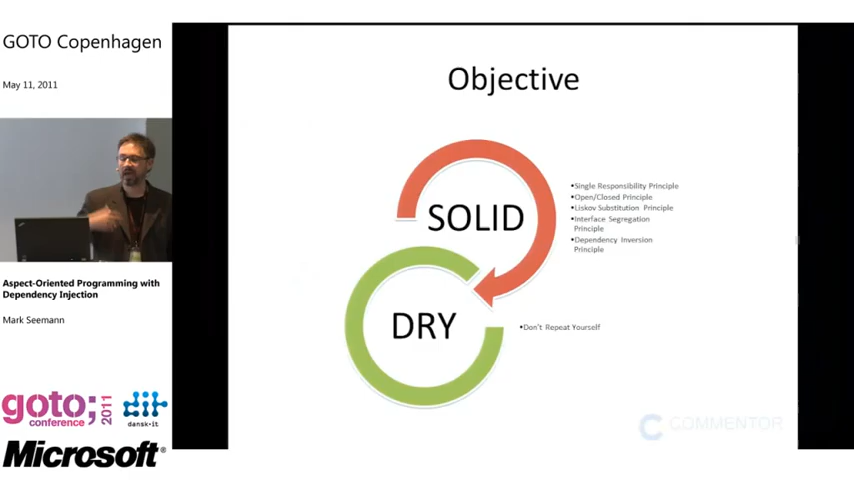 GOTO Copenhagen
May 11, 2011
Aspect-Oriented Programming with
Dependency Injection
Mark Seemann
goto;
conference
2011
dansk-it
Microsoft®
Objective
SOLID
•Single Responsibility Principle
•Open/Closed Principle
•Liskov Substitution Principle
•Interface Segregation
Principle
•Dependency Inversion
Principle
DRY
•Don't Repeat Yourself
COMMENTOR